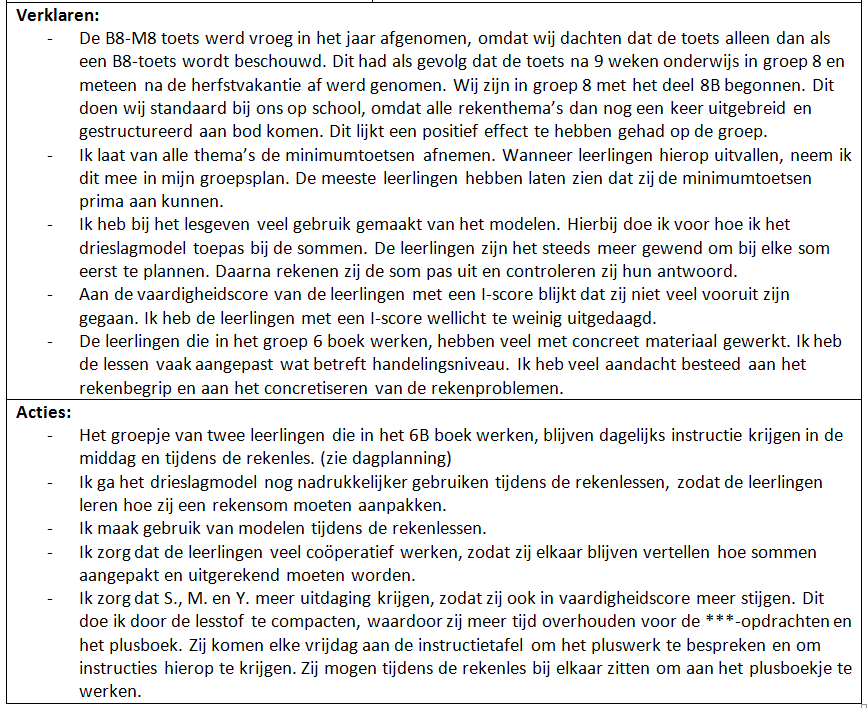 Verklaren:
- De B8-M8 toets werd vroeg in het jaar afgenomen, omdat wij dachten dat de toets alleen dan als
een B8-toets wordt beschouwd. Dit had als gevolg dat de toets na 9 weken onderwijs in groep 8 en
meteen na de herfstvakantie af werd genomen. Wij zijn in groep 8 met het deel 8B begonnen. Dit
doen wij standaard bij ons op school, omdat alle rekenthema's dan nog een keer uitgebreid en
gestructureerd aan bod komen. Dit lijkt een positief effect te hebben gehad op de groep.
- Ik laat van alle thema's de minimumtoetsen afnemen. Wanneer leerlingen hierop uitvallen, neem ik
dit mee in mijn groepsplan. De meeste leerlingen hebben laten zien dat zij de minimumtoetsen
prima aan kunnen.
- Ik heb bij het lesgeven veel gebruik gemaakt van het modelen. Hierbij doe ik voor hoe ik het
drieslagmodel toepas bij de sommen. De leerlingen zijn het steeds meer gewend om bij elke som
eerst te plannen. Daarna rekenen zij de som pas uit en controleren zij hun antwoord.
- Aan de vaardigheidscore van de leerlingen met een I-score blijkt dat zij niet veel vooruit zijn
gegaan. Ik heb de leerlingen met een I-score wellicht te weinig uitgedaagd.
- De leerlingen die in het groep 6 boek werken, hebben veel met concreet materiaal gewerkt. Ik heb
de lessen vaak aangepast wat betreft handelingsniveau. Ik heb veel aandacht besteed aan het
rekenbegrip en aan het concretiseren van de rekenproblemen.
Acties:
- Het groepje van twee leerlingen die in het 6B boek werken, blijven dagelijks instructie krijgen in de
middag en tijdens de rekenles. (zie dagplanning)
- Ik ga het drieslagmodel nog nadrukkelijker gebruiken tijdens de rekenlessen, zodat de leerlingen
leren hoe zij een rekensom moeten aanpakken.
- Ik maak gebruik van modelen tijdens de rekenlessen.
- Ik zorg dat de leerlingen veel coöperatief werken, zodat zij elkaar blijven vertellen hoe sommen
aangepakt en uitgerekend moeten worden.
- Ik zorg dat S., M. en Y. meer uitdaging krijgen, zodat zij ook in vaardigheidscore meer stijgen. Dit
doe ik door de lesstof te compacten, waardoor zij meer tijd overhouden voor de ***-opdrachten en
het plusboek. Zij komen elke vrijdag aan de instructietafel om het pluswerk te bespreken en om
instructies hierop te krijgen. Zij mogen tijdens de rekenles bij elkaar zitten om aan het plusboekje te
werken.